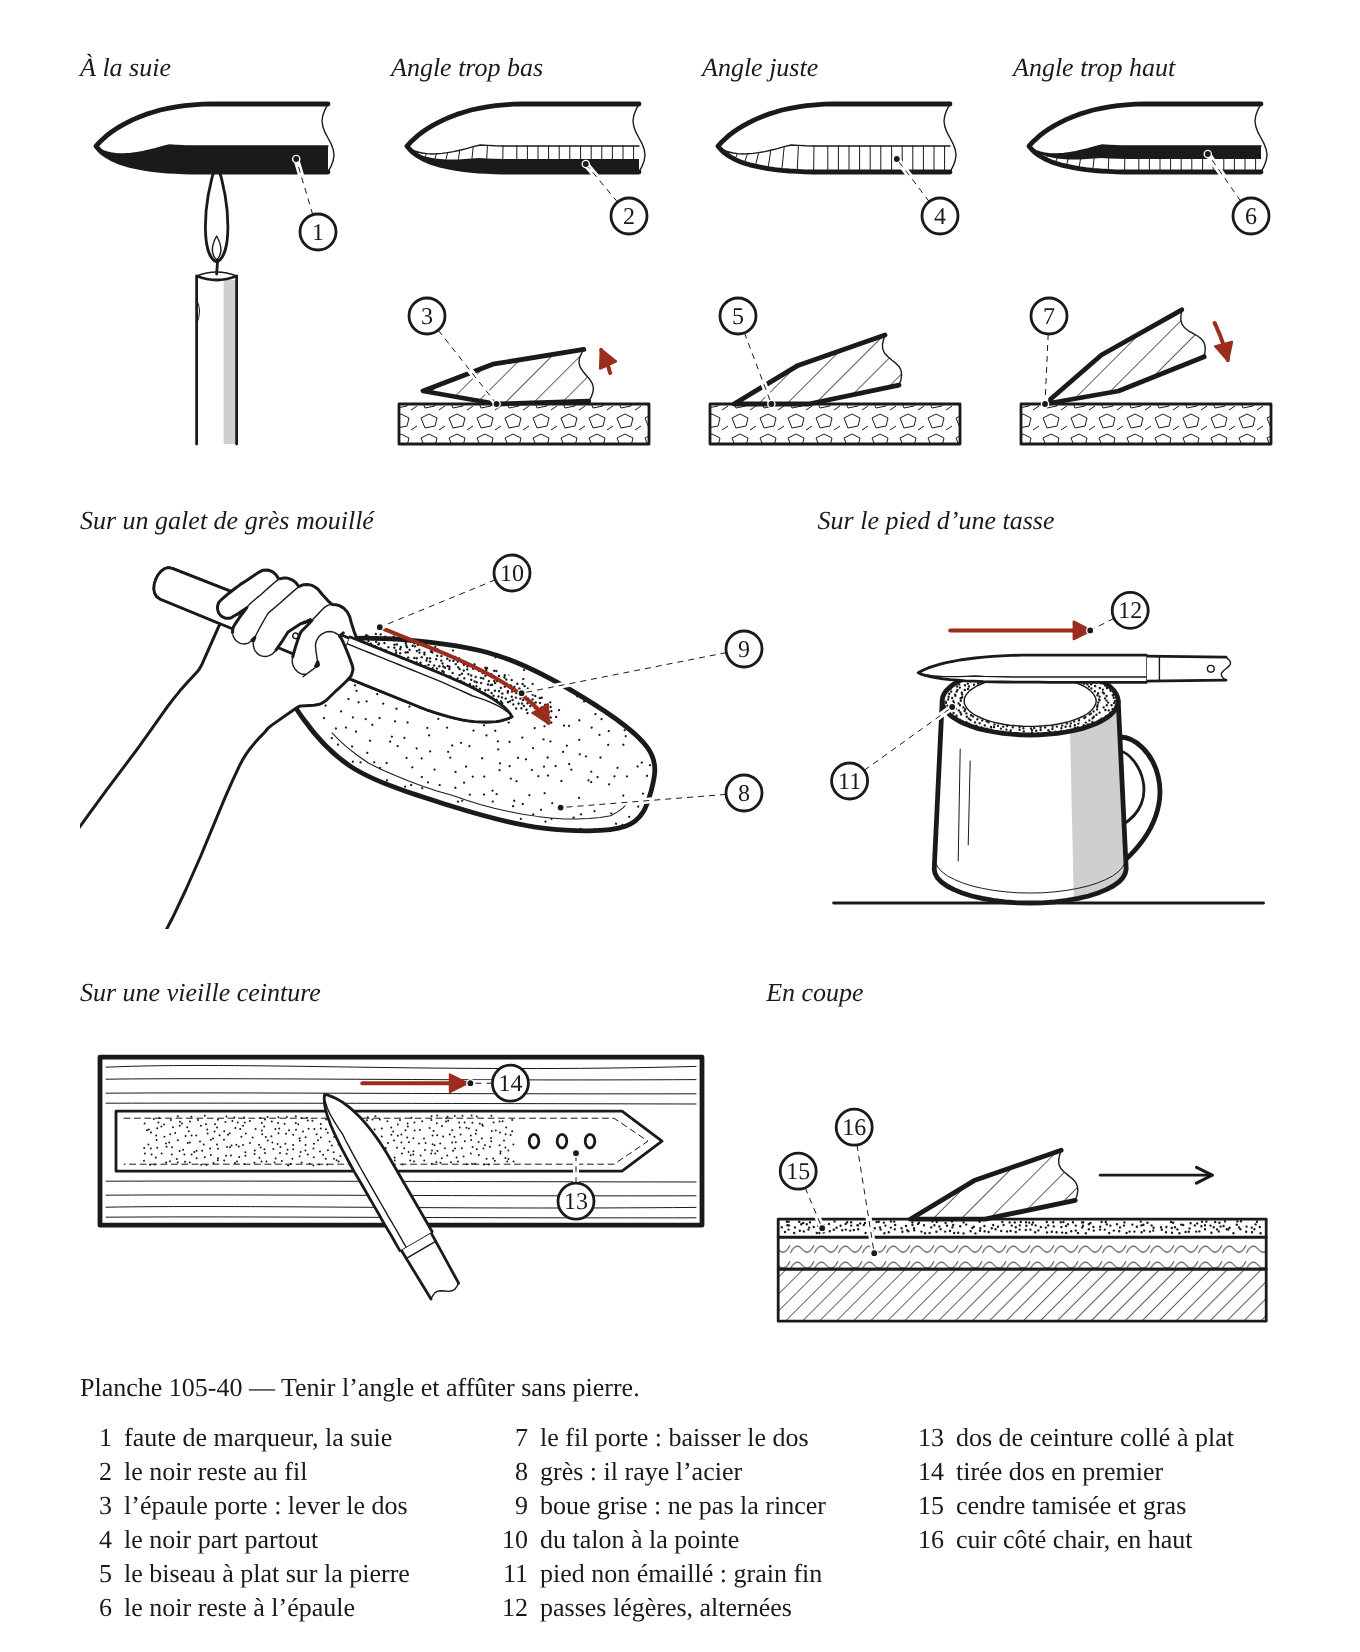 À la suie
Angle trop bas
Angle juste
Angle trop haut
1
2
4
6
3
5
7
Sur un galet de grès mouillé
Sur le pied d’une tasse
10
12
9
11
8
Sur une vieille ceinture
En coupe
14
16
15
13
Planche 105-40 — Tenir l’angle et affûter sans pierre.
1 faute de marqueur, la suie
2 le noir reste au fil
3 l’épaule porte : lever le dos
4 le noir part partout
5 le biseau à plat sur la pierre
6 le noir reste à l’épaule
7 le fil porte : baisser le dos
8 grès : il raye l’acier
9 boue grise : ne pas la rincer
10 du talon à la pointe
11 pied non émaillé : grain fin
12 passes légères, alternées
13 dos de ceinture collé à plat
14 tirée dos en premier
15 cendre tamisée et gras
16 cuir côté chair, en haut